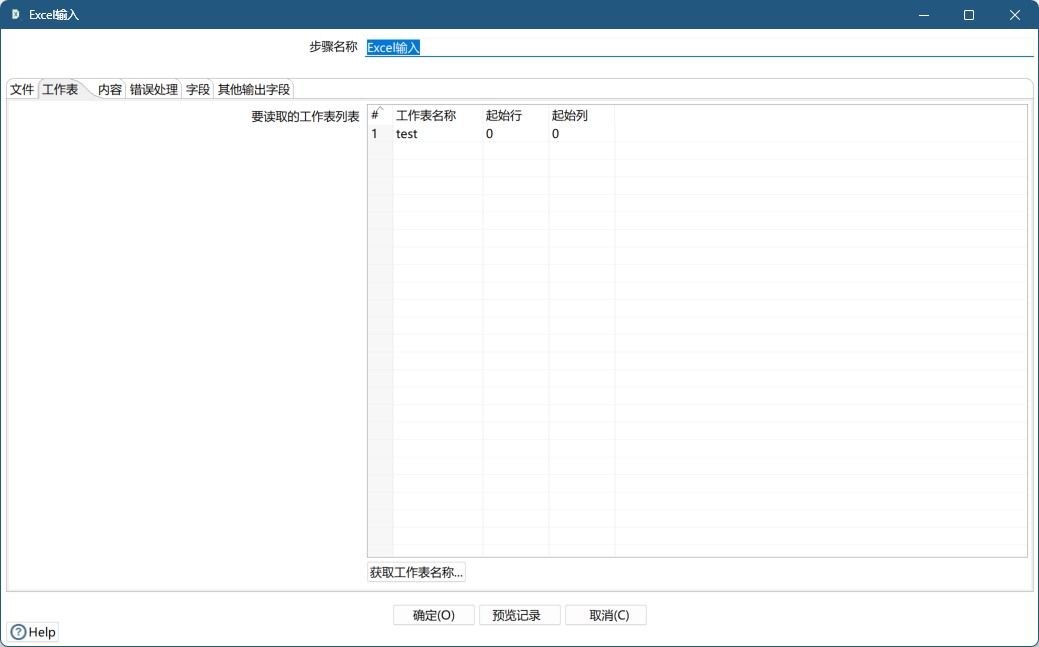 Excel输入
步骤名称 Excel输入
文件 工作表 内容 错误处理 字段 其他输出字段
要读取的工作表列表 # 工作表名称 起始行 起始列
1 test 0 0
获取工作表名称...
确定(O) 预览记录 取消(C)
Help